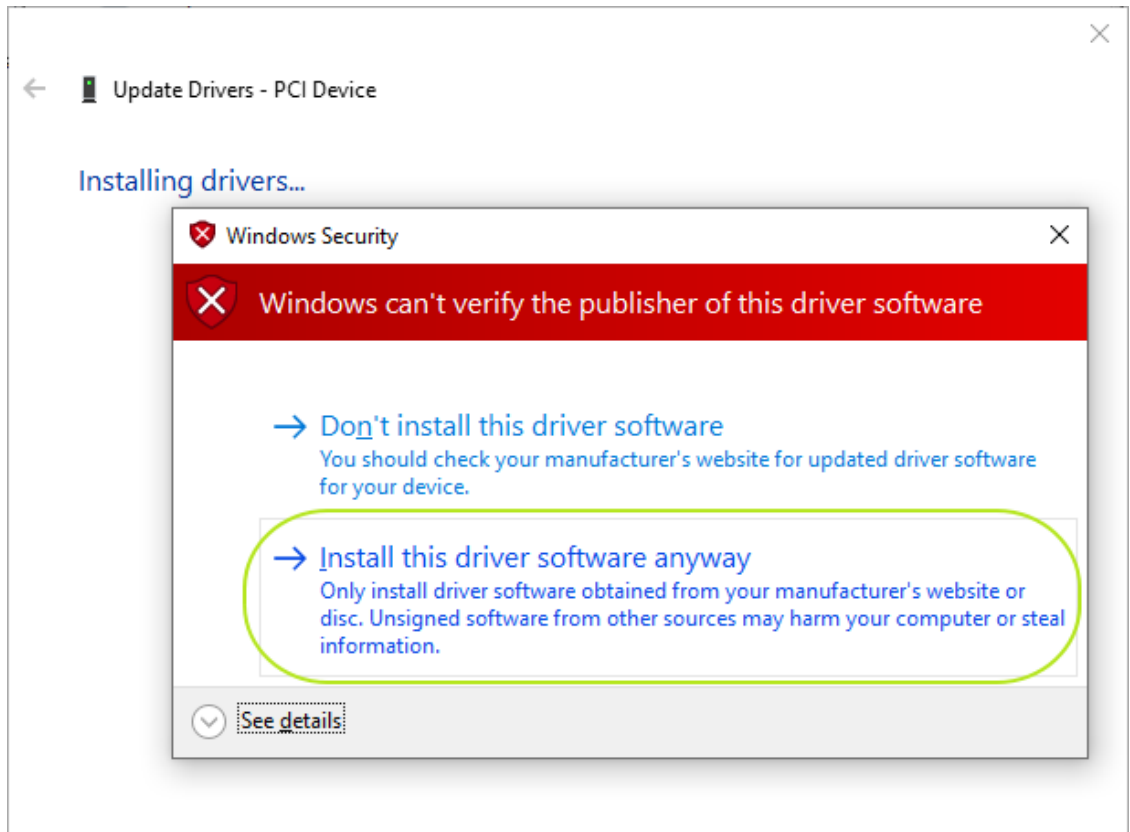 Update Drivers - PCI Device
Installing drivers...
Windows Security
Windows can't verify the publisher of this driver software
Don't install this driver software
You should check your manufacturer's website for updated driver software
for your device.
Install this driver software anyway
Only install driver software obtained from your manufacturer's website or
disc. Unsigned software from other sources may harm your computer or steal
information.
See details